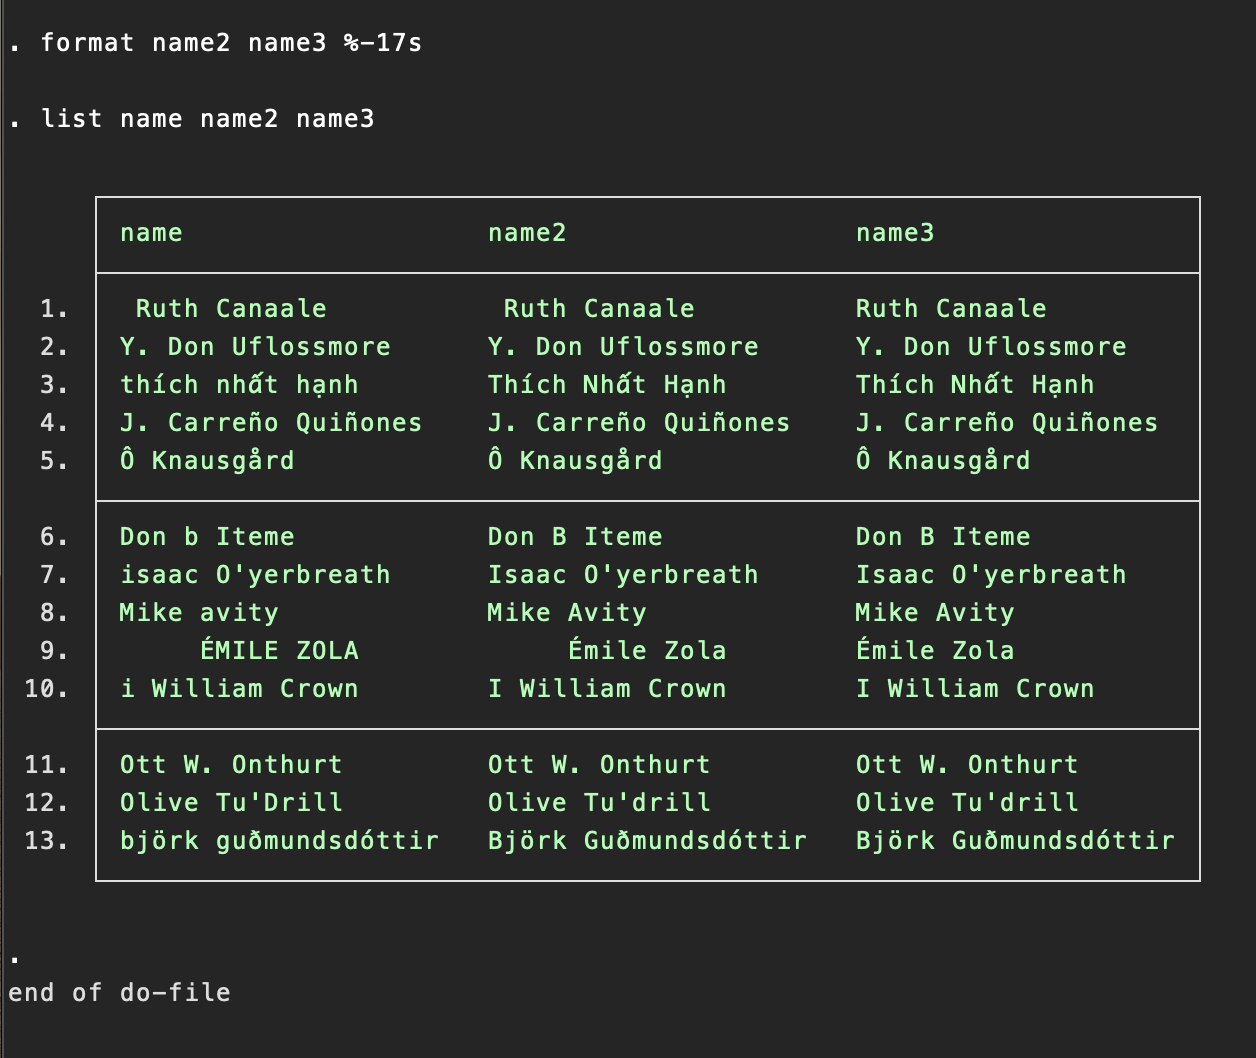 . format name2 name3 %-17s
. list name name2 name3
name name2 name3
1. Ruth Canaale Ruth Canaale Ruth Canaale
2. Y. Don Uflossmore Y. Don Uflossmore Y. Don Uflossmore
3. thích nhất hạnh Thích Nhất Hạnh Thích Nhất Hạnh
4. J. Carreño Quiñones J. Carreño Quiñones J. Carreño Quiñones
5. Ô Knausgård Ô Knausgård Ô Knausgård
6. Don b Iteme Don B Iteme Don B Iteme
7. isaac O'yerbreath Isaac O'yerbreath Isaac O'yerbreath
8. Mike avity Mike Avity Mike Avity
9. ÉMILE ZOLA Émile Zola Émile Zola
10. i William Crown I William Crown I William Crown
11. Ott W. Onthurt Ott W. Onthurt Ott W. Onthurt
12. Olive Tu'Drill Olive Tu'drill Olive Tu'drill
13. björk guðmundsdóttir Björk Guðmundsdóttir Björk Guðmundsdóttir
.
end of do-file